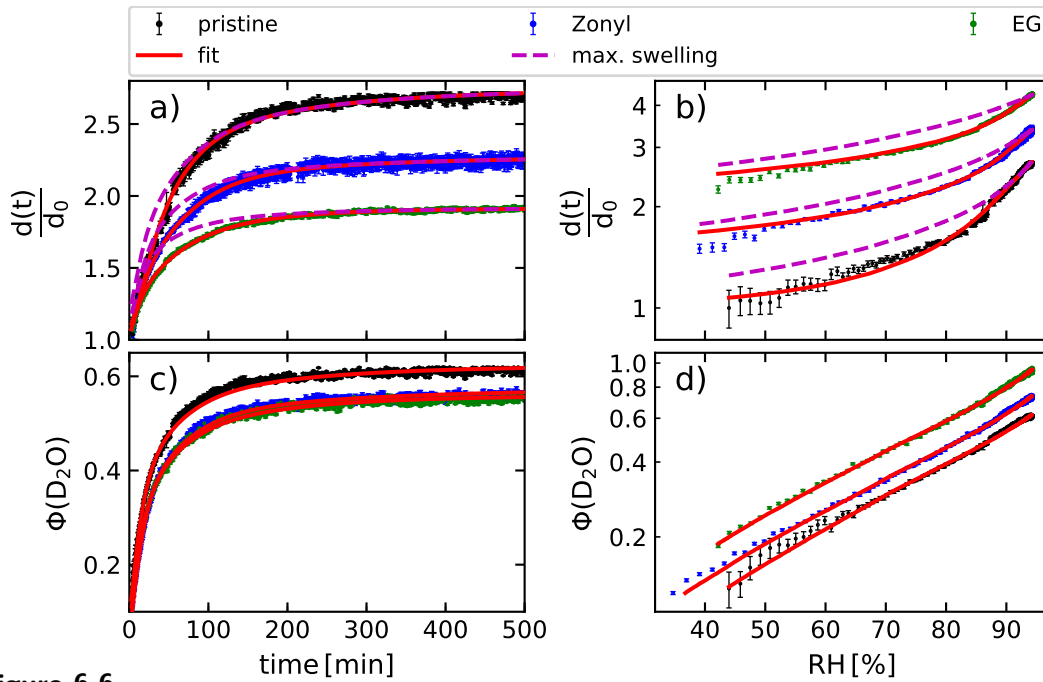 pristine Zonyl EG
fit max. swelling
a)
b)
d(t)
d0
2.5
2.0
1.5
1.0
d(t)
d0
4
3
2
1
c)
d)
Φ(D2O)
0.6
0.4
0.2
Φ(D2O)
1.0
0.8
0.6
0.4
0.2
0 100 200 300 400 500
40 50 60 70 80 90
time [min]
RH [%]